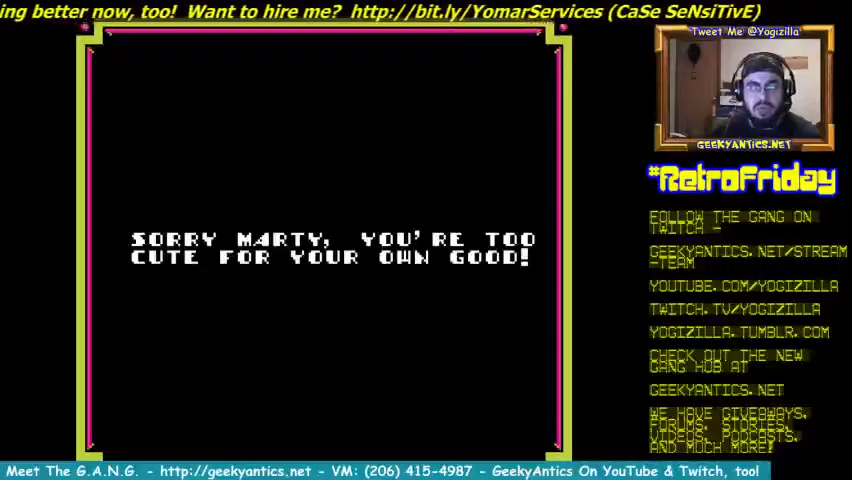 ing better now, too! Want to hire me? http://bit.ly/YomarServices (CaSe SeNsiTivE)
Tweet Me @Yogizilla
GEEKYANTICS.NET
#RetroFriday
SORRY MARTY, YOU'RE TOO
CUTE FOR YOUR OWN GOOD!
FOLLOW THE GANG ON
TWITCH -
GEEKYANTICS.NET/STREAM
-TEAM
YOUTUBE.COM/YOGIZILLA
TWITCH.TV/YOGIZILLA
YOGIZILLA.TUMBLR.COM
CHECK OUT THE NEW
GANG HUB AT
GEEKYANTICS.NET
WE HAVE GIVEAWAYS,
FORUMS, STORIES,
VIDEOS, PODCASTS,
AND MUCH MORE!
Meet The G.A.N.G. - http://geekyantics.net - VM: (206) 415-4987 - GeekyAntics On YouTube & Twitch, too!